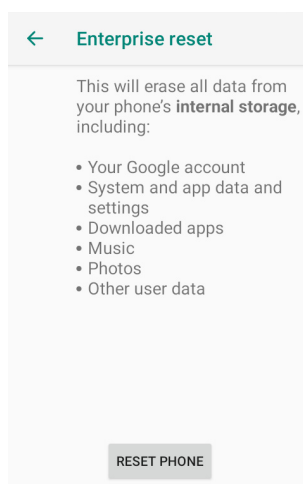 Enterprise reset
This will erase all data from
your phone's internal storage,
including:
• Your Google account
• System and app data and
settings
• Downloaded apps
• Music
• Photos
• Other user data
RESET PHONE